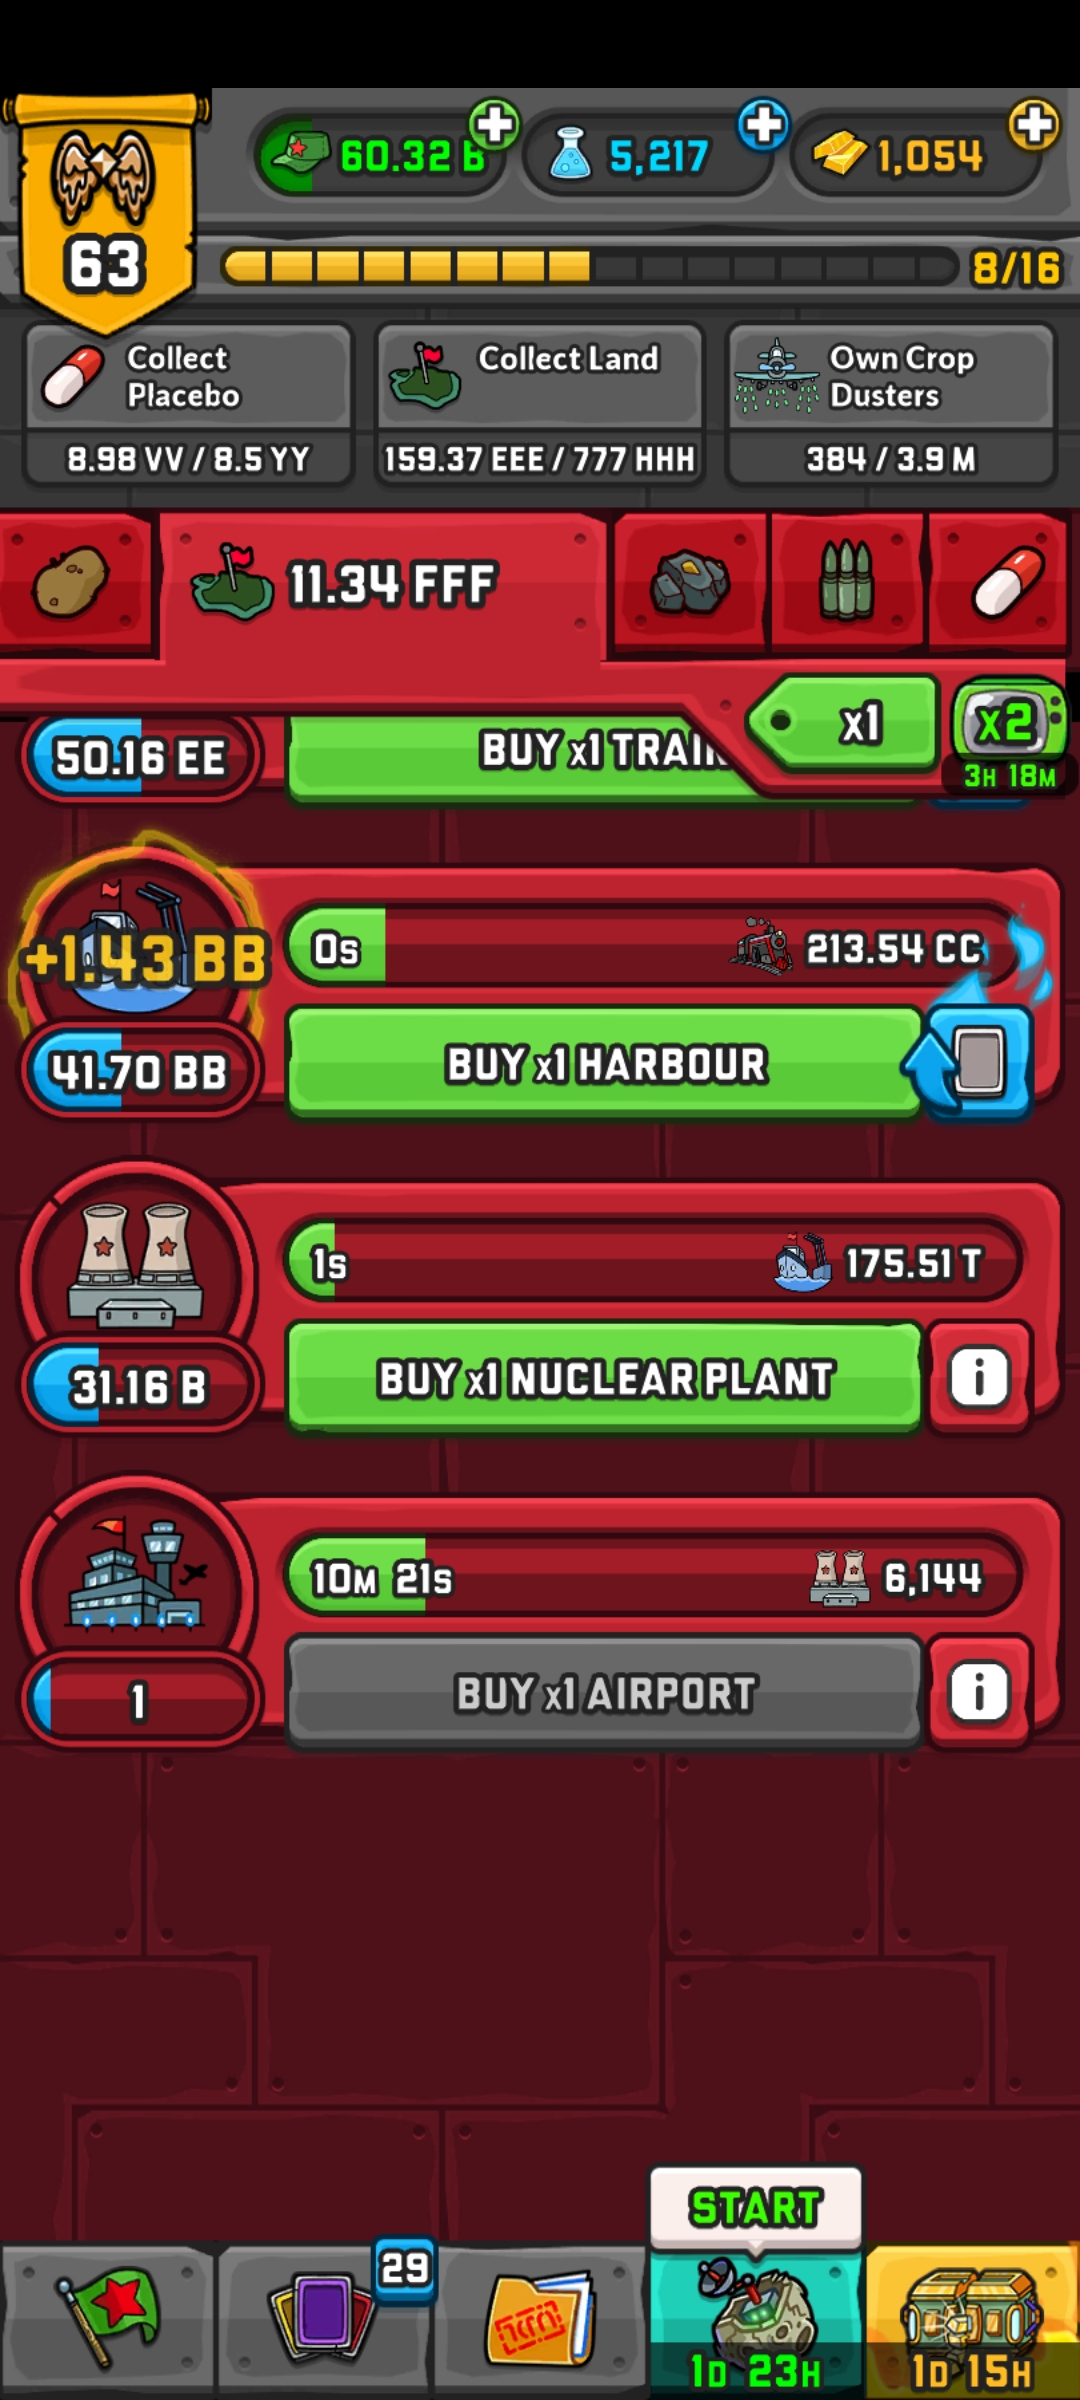 60.32 B
5,217
1,054
63
8/16
Collect
Placebo
8.98 VV / 8.5 YY
Collect Land
159.37 EEE / 777 HHH
Own Crop
Dusters
384 / 3.9 M
11.34 FFF
x1
x2
3H 18M
50.16 EE
BUY x1 TRAIN
+1.43 BB
0s
213.54 CC
41.70 BB
BUY x1 HARBOUR
1s
175.51 T
31.16 B
BUY x1 NUCLEAR PLANT
i
10M 21s
6,144
1
BUY x1 AIRPORT
i
START
29
1D 23H
1D 15H